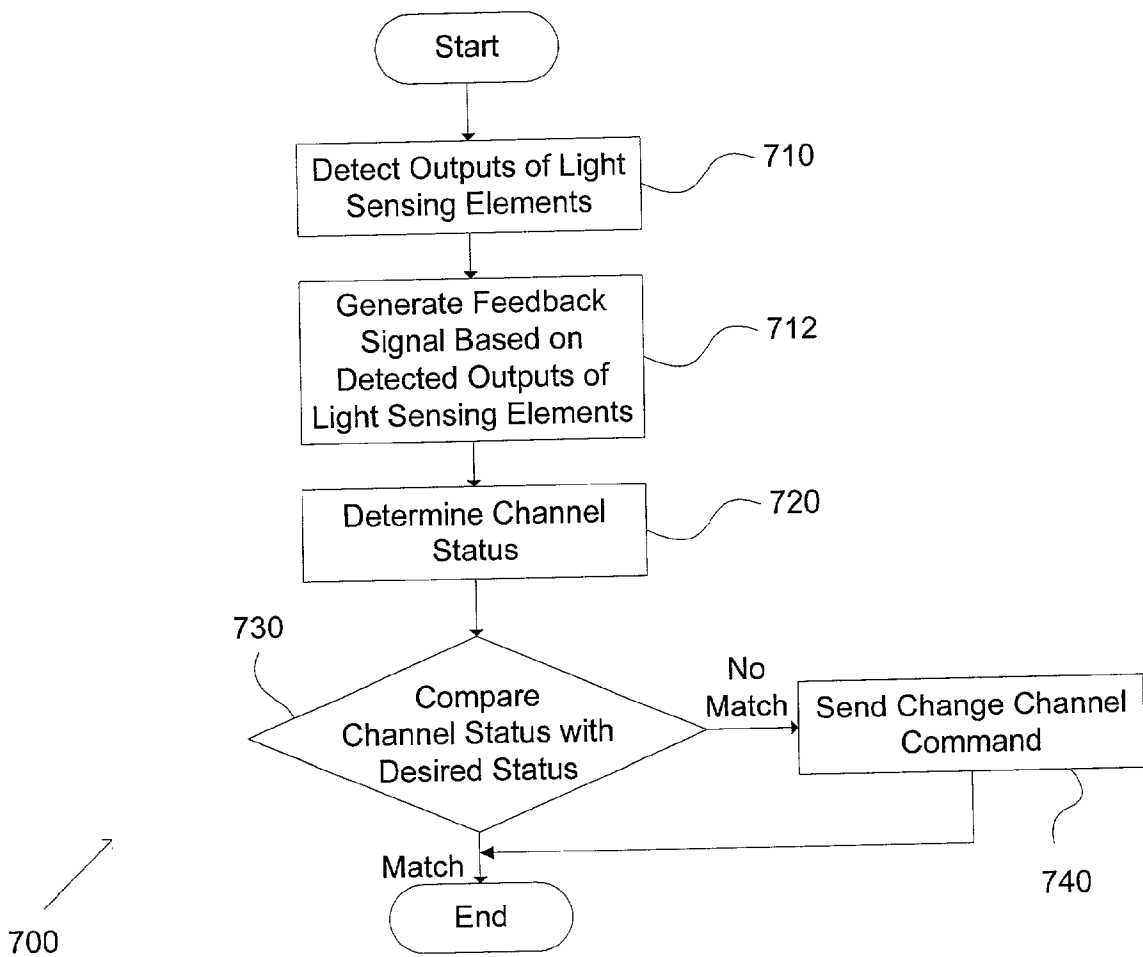 Start
Detect Outputs of Light
Sensing Elements
710
Generate Feedback
Signal Based on
Detected Outputs of
Light Sensing Elements
712
Determine Channel
Status
720
730
Compare
Channel Status with
Desired Status
No
Match
Send Change Channel
Command
740
Match
End
700